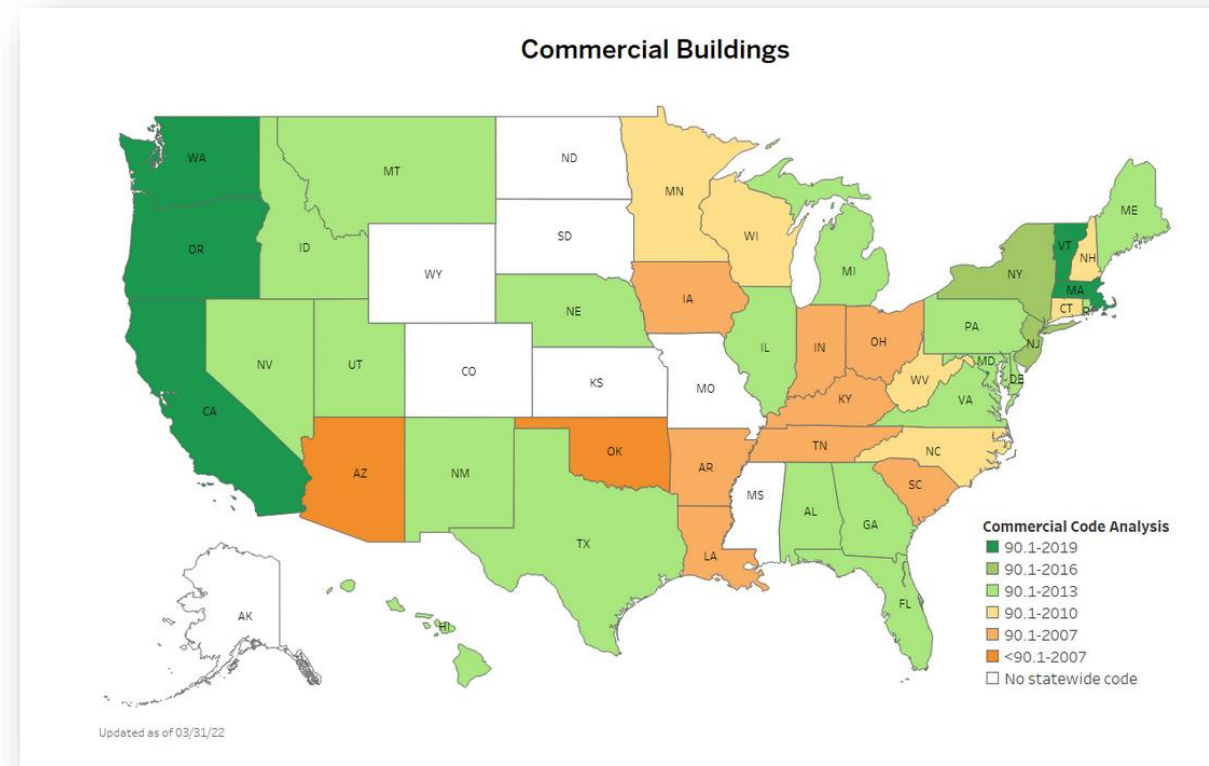 Commercial Buildings
WA
MT
ND
MN
ME
OR
ID
SD
WI
VT
NH
NY
MA
WY
MI
CT
RI
IA
NE
PA
NJ
NV
UT
IL
IN
OH
MD
DE
CO
KS
MO
WV
VA
CA
KY
AZ
NM
OK
AR
TN
NC
SC
MS
AL
GA
TX
LA
FL
AK
HI
Commercial Code Analysis
90.1-2019
90.1-2016
90.1-2013
90.1-2010
90.1-2007
<90.1-2007
No statewide code
Updated as of 03/31/22